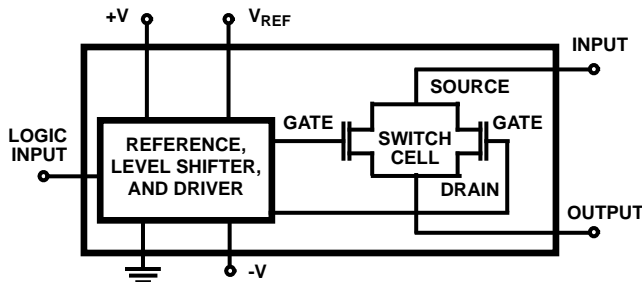 +V
VREF
INPUT
SOURCE
GATE
GATE
LOGIC
INPUT
REFERENCE,
LEVEL SHIFTER,
AND DRIVER
SWITCH
CELL
DRAIN
OUTPUT
-V